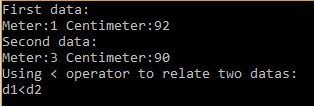 First data:
Meter:1 Centimeter:92
Second data:
Meter:3 Centimeter:90
Using < operator to relate two datas:
d1<d2